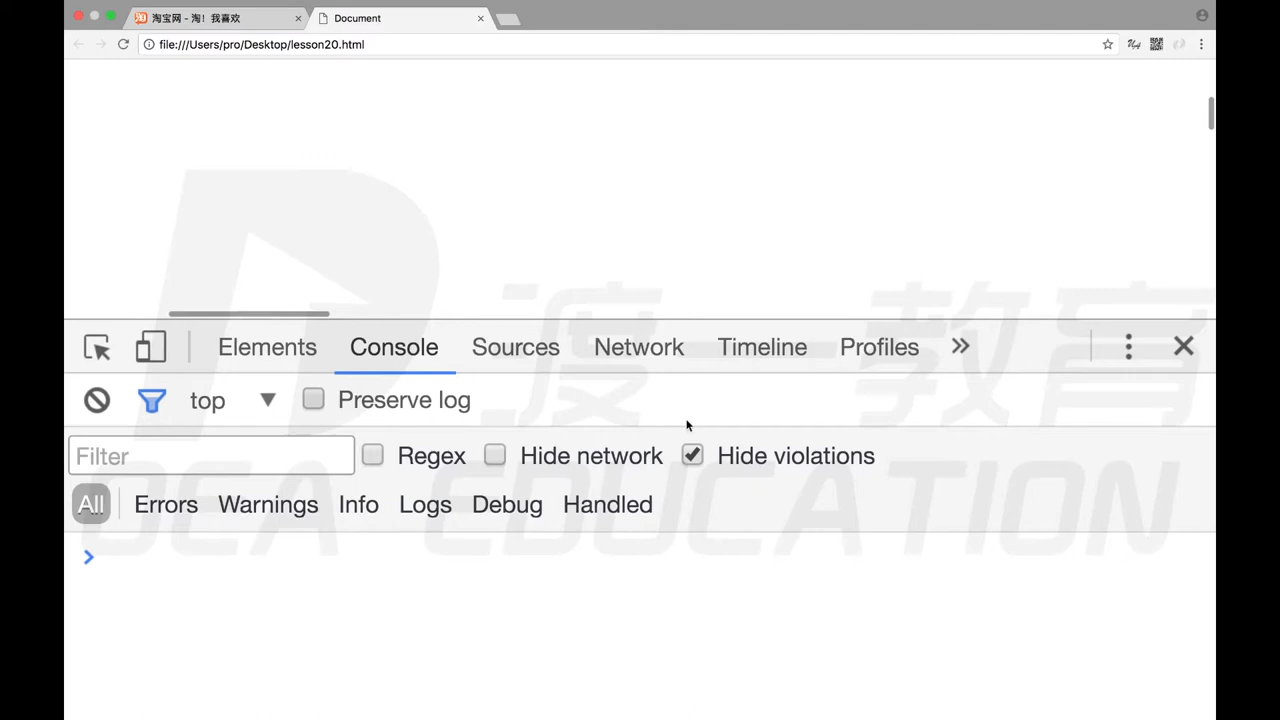 淘宝网 - 淘！我喜欢
Document
file:///Users/pro/Desktop/lesson20.html
渡一教育
Elements Console Sources Network Timeline Profiles
top Preserve log
Filter Regex Hide network Hide violations
All Errors Warnings Info Logs Debug Handled
EDUCATION